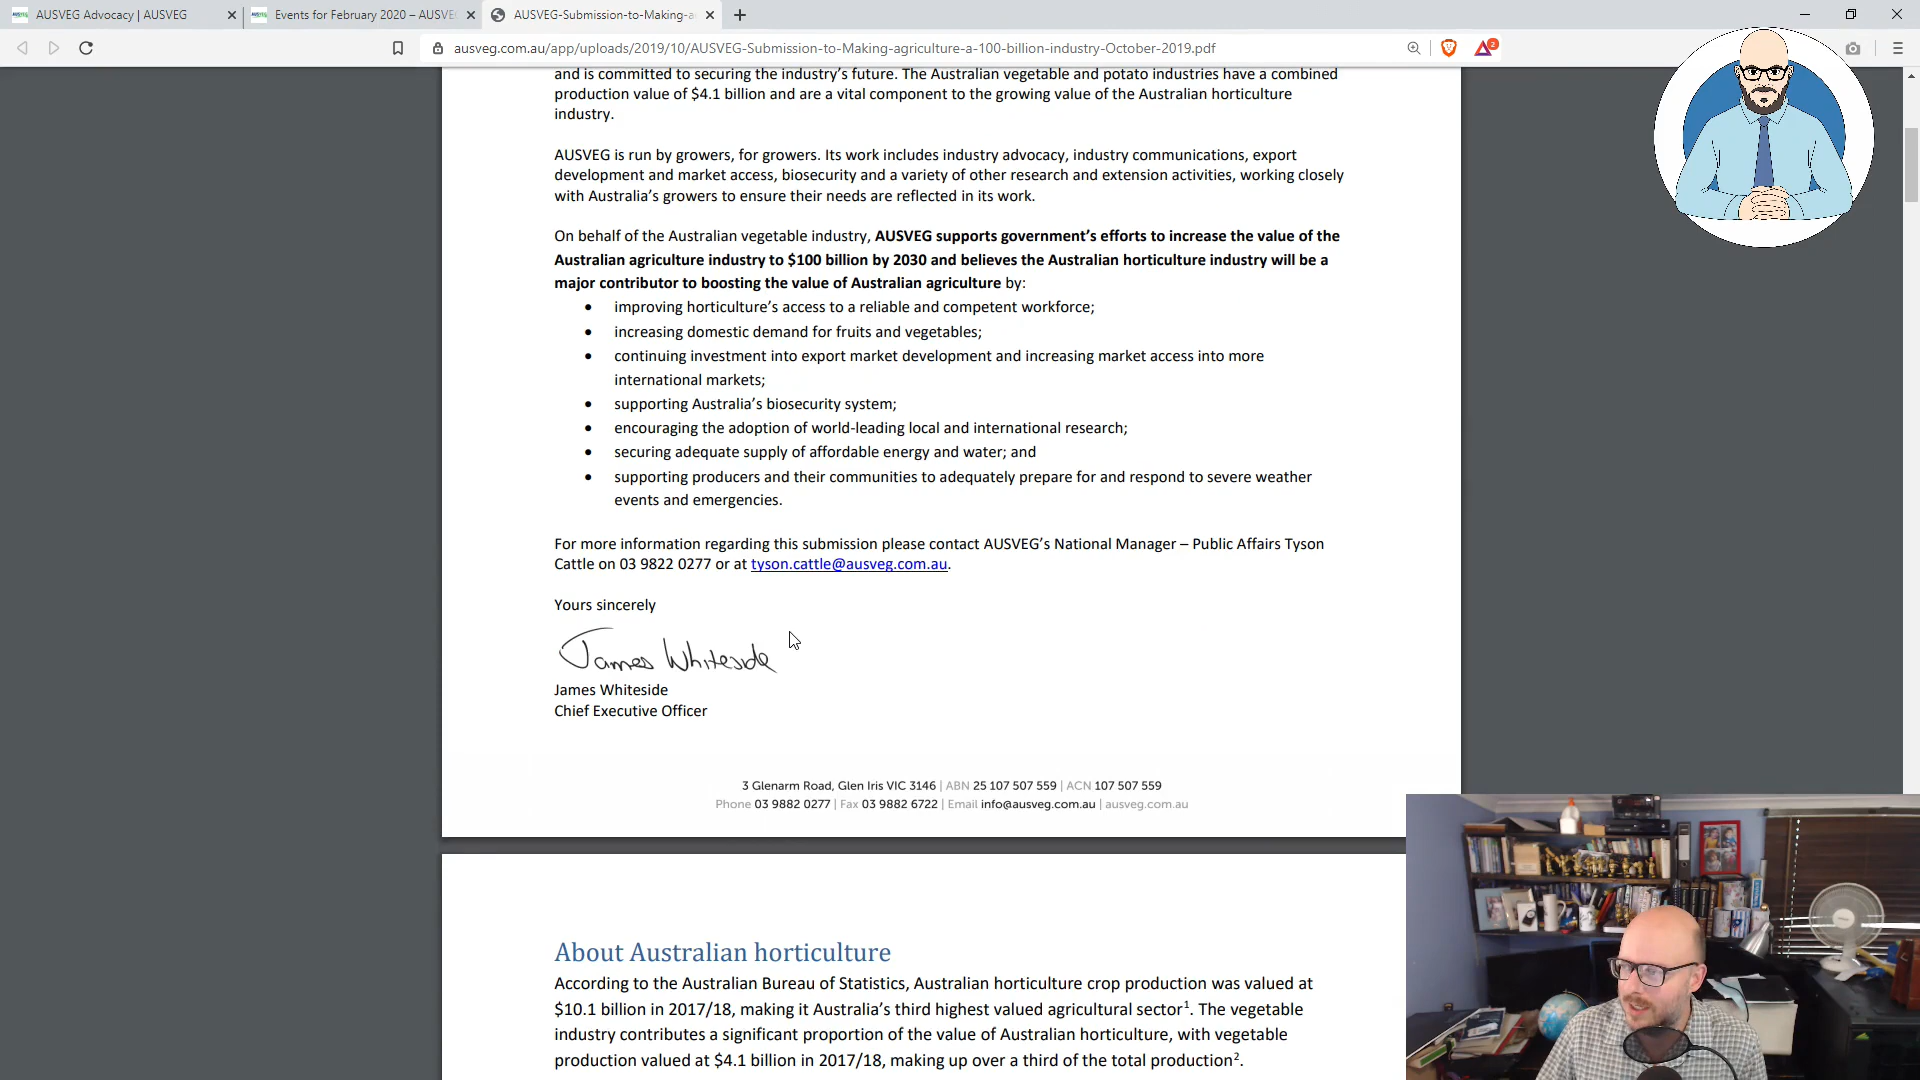 AUSVEG Advocacy | AUSVEG
Events for February 2020 – AUSVE
AUSVEG-Submission-to-Making-a
ausveg.com.au/app/uploads/2019/10/AUSVEG-Submission-to-Making-agriculture-a-100-billion-industry-October-2019.pdf
2
and is committed to securing the industry's future. The Australian vegetable and potato industries have a combined
production value of $4.1 billion and are a vital component to the growing value of the Australian horticulture
industry.
AUSVEG is run by growers, for growers. Its work includes industry advocacy, industry communications, export
development and market access, biosecurity and a variety of other research and extension activities, working closely
with Australia's growers to ensure their needs are reflected in its work.
On behalf of the Australian vegetable industry, AUSVEG supports government's efforts to increase the value of the
Australian agriculture industry to $100 billion by 2030 and believes the Australian horticulture industry will be a
major contributor to boosting the value of Australian agriculture by:
• improving horticulture's access to a reliable and competent workforce;
• increasing domestic demand for fruits and vegetables;
• continuing investment into export market development and increasing market access into more
international markets;
• supporting Australia's biosecurity system;
• encouraging the adoption of world-leading local and international research;
• securing adequate supply of affordable energy and water; and
• supporting producers and their communities to adequately prepare for and respond to severe weather
events and emergencies.
For more information regarding this submission please contact AUSVEG's National Manager – Public Affairs Tyson
Cattle on 03 9822 0277 or at tyson.cattle@ausveg.com.au.
Yours sincerely
James Whiteside
James Whiteside
Chief Executive Officer
3 Glenarm Road, Glen Iris VIC 3146 | ABN 25 107 507 559 | ACN 107 507 559
Phone 03 9882 0277 | Fax 03 9882 6722 | Email info@ausveg.com.au | ausveg.com.au
About Australian horticulture
According to the Australian Bureau of Statistics, Australian horticulture crop production was valued at
$10.1 billion in 2017/18, making it Australia's third highest valued agricultural sector¹. The vegetable
industry contributes a significant proportion of the value of Australian horticulture, with vegetable
production valued at $4.1 billion in 2017/18, making up over a third of the total production².